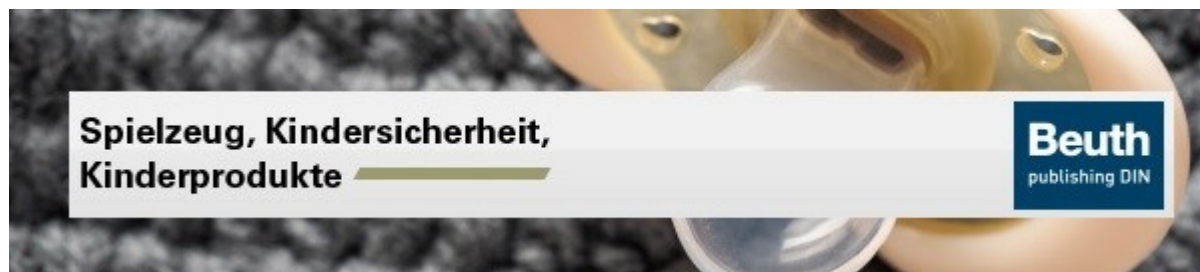 Spielzeug, Kindersicherheit,
Kinderprodukte
Beuth
publishing DIN